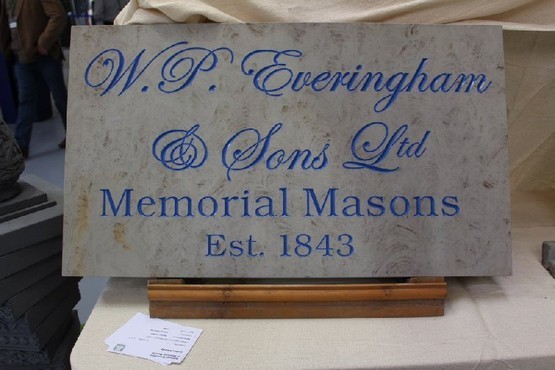 W.P. Everingham
& Sons Ltd
Memorial Masons
Est. 1843